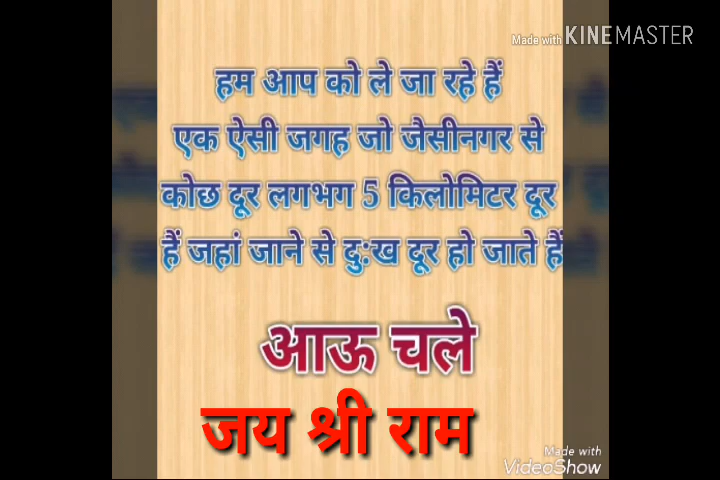 Made with KINEMASTER
हम आप को ले जा रहे हैं
एक ऐसी जगह जो जैसीनगर से
कोछ दूर लगभग 5 किलोमिटर दूर
हैं जहां जाने से दुःख दूर हो जाते हैं
आऊ चले
जय श्री राम
Made with
VideoShow